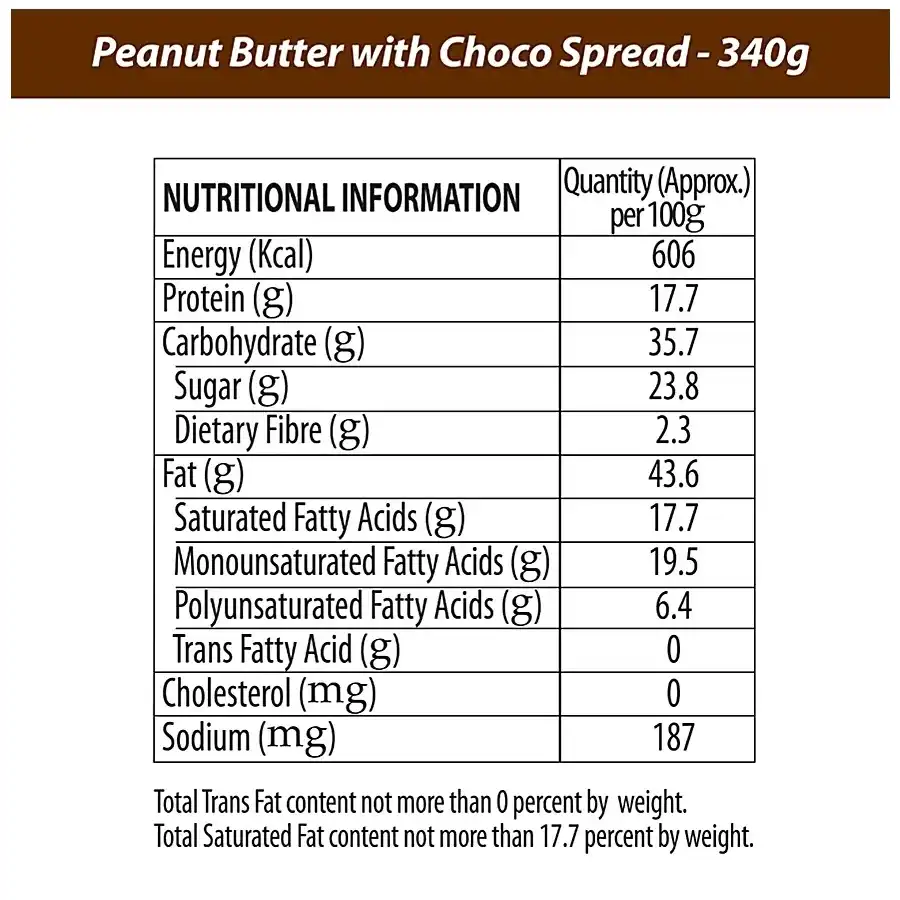 Peanut Butter with Choco Spread - 340g
NUTRITIONAL INFORMATION Quantity (Approx.) per 100g
Energy (Kcal) 606
Protein (g) 17.7
Carbohydrate (g) 35.7
Sugar (g) 23.8
Dietary Fibre (g) 2.3
Fat (g) 43.6
Saturated Fatty Acids (g) 17.7
Monounsaturated Fatty Acids (g) 19.5
Polyunsaturated Fatty Acids (g) 6.4
Trans Fatty Acid (g) 0
Cholesterol (mg) 0
Sodium (mg) 187
Total Trans Fat content not more than 0 percent by weight.
Total Saturated Fat content not more than 17.7 percent by weight.